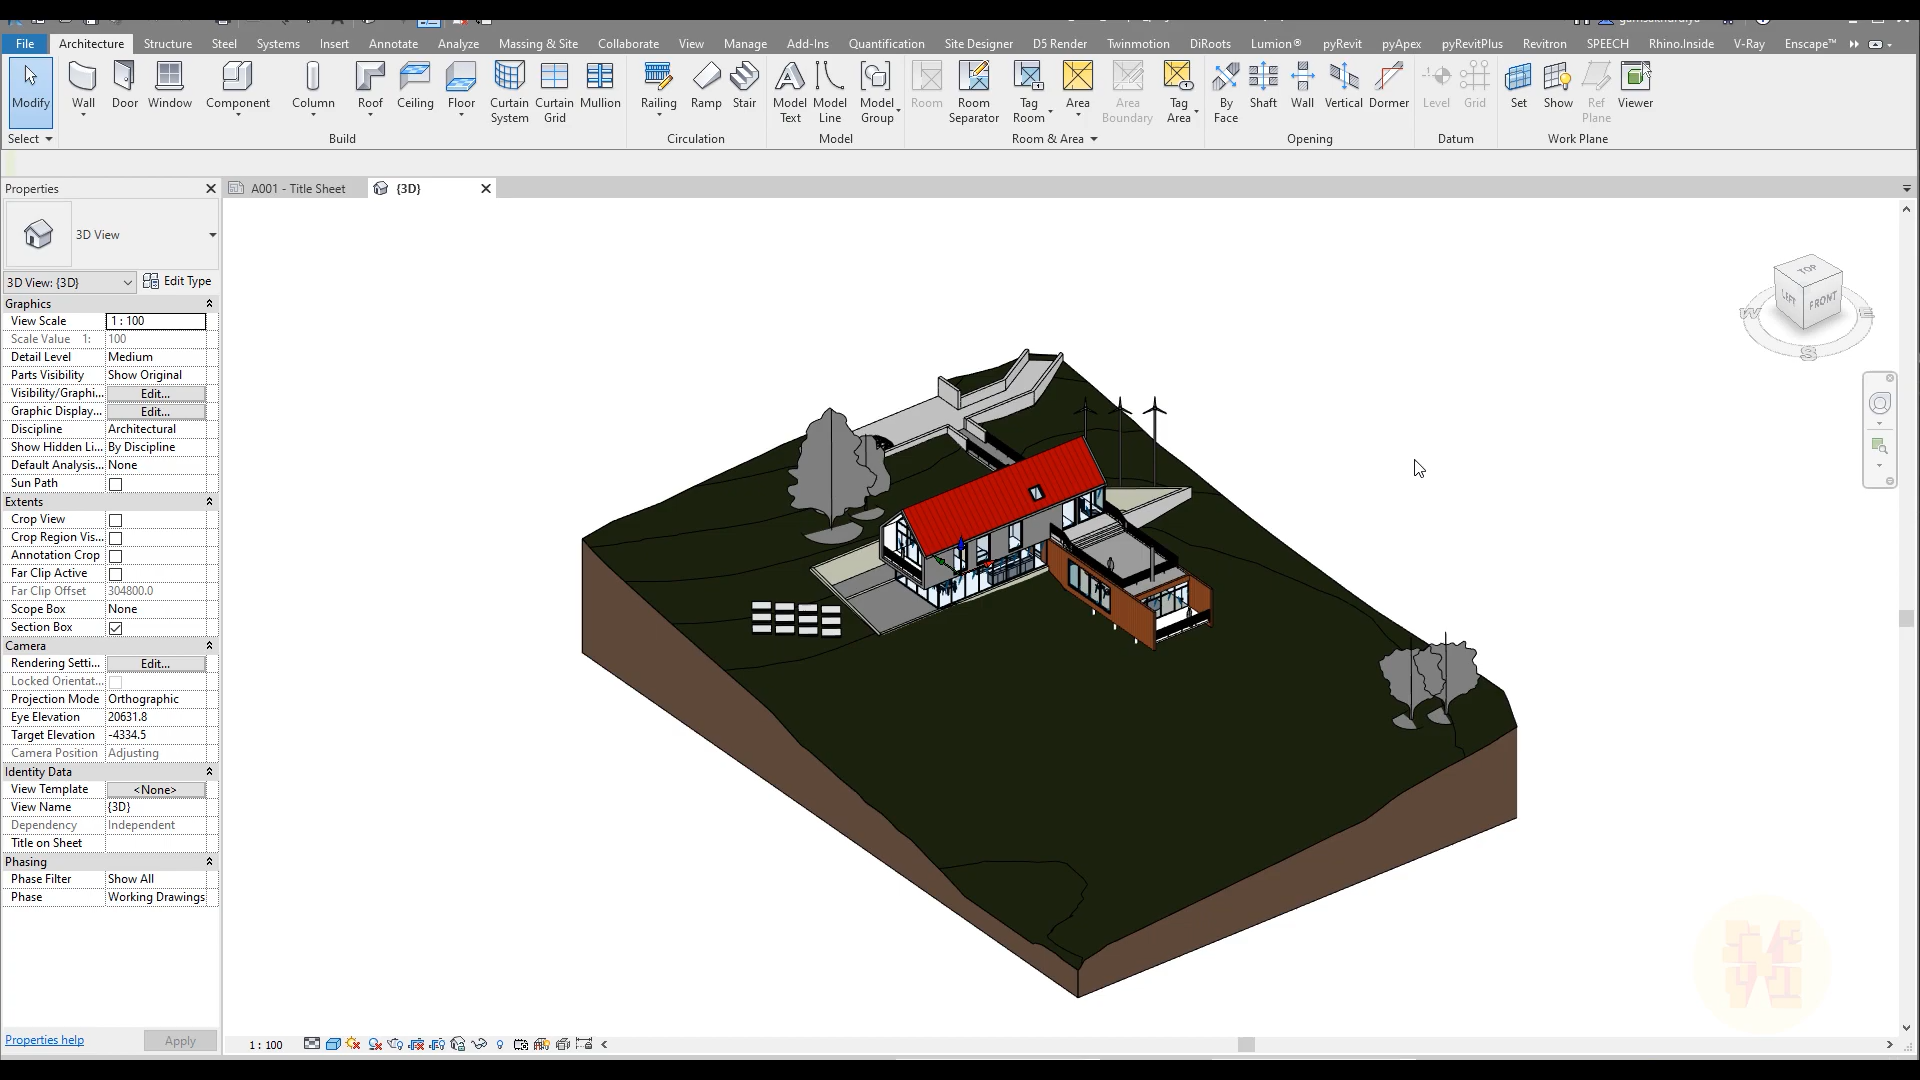 File Architecture Structure Steel Systems Insert Annotate Analyze Massing & Site Collaborate View Manage Add-Ins Quantification Site Designer D5 Render Twinmotion DiRoots Lumion® pyRevit pyApex pyRevitPlus Revitron SPEECH Rhino.Inside V-Ray Enscape™
Modify Wall Door Window Component Column Roof Ceiling Floor Curtain System Curtain Grid Mullion Railing Ramp Stair Model Text Model Line Model Group Room Room Separator Tag Room Area Area Boundary Tag Area By Face Shaft Wall Vertical Dormer Level Grid Set Show Ref Plane Viewer
Select Build Circulation Model Room & Area Opening Datum Work Plane
Properties
A001 - Title Sheet
{3D}
3D View
3D View: {3D} Edit Type
Graphics
View Scale 1 : 100
Scale Value 1: 100
Detail Level Medium
Parts Visibility Show Original
Visibility/Graphi... Edit...
Graphic Display... Edit...
Discipline Architectural
Show Hidden Li... By Discipline
Default Analysis... None
Sun Path
Extents
Crop View
Crop Region Vis...
Annotation Crop
Far Clip Active
Far Clip Offset 304800.0
Scope Box None
Section Box
Camera
Rendering Setti... Edit...
Locked Orientat...
Projection Mode Orthographic
Eye Elevation 20631.8
Target Elevation -4334.5
Camera Position Adjusting
Identity Data
View Template <None>
View Name {3D}
Dependency Independent
Title on Sheet
Phasing
Phase Filter Show All
Phase Working Drawings
Properties help Apply
1 : 100
TOP
LEFT FRONT
W E
S